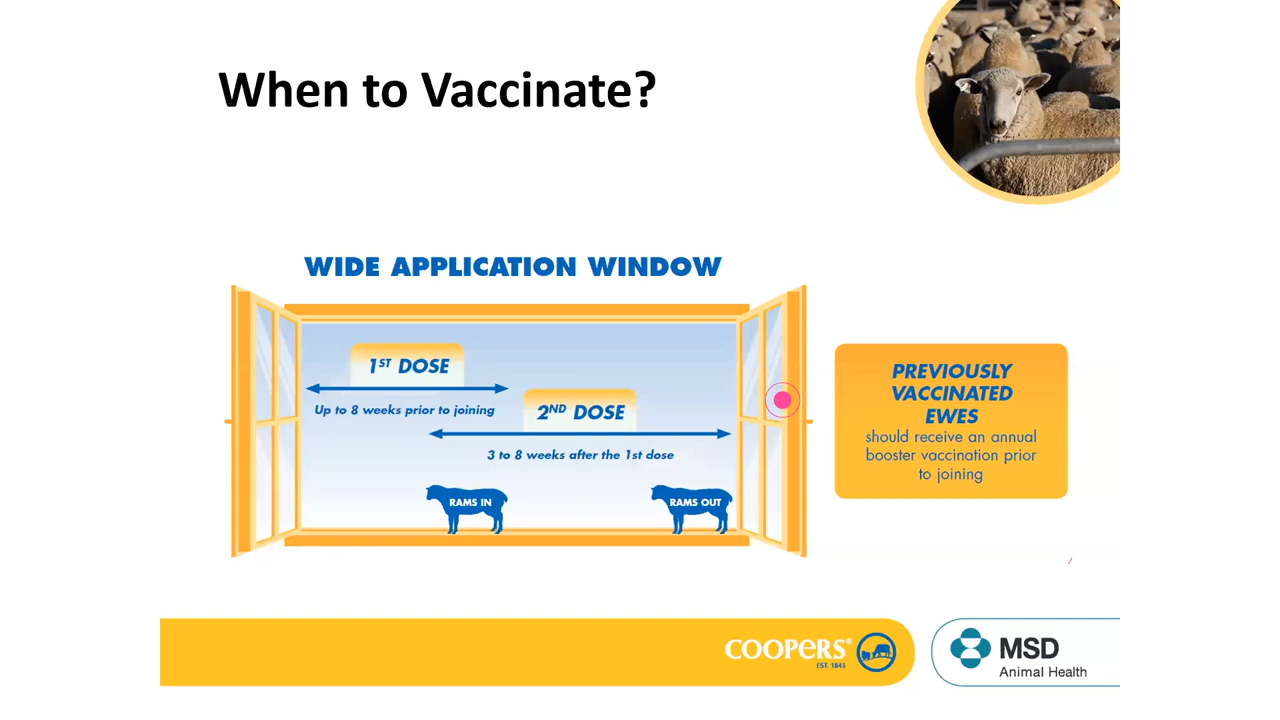 When to Vaccinate?
WIDE APPLICATION WINDOW
1ST DOSE
Up to 8 weeks prior to joining
2ND DOSE
3 to 8 weeks after the 1st dose
RAMS IN
RAMS OUT
PREVIOUSLY
VACCINATED
EWES
should receive an annual
booster vaccination prior
to joining
COOPERS®
EST. 1843
MSD
Animal Health